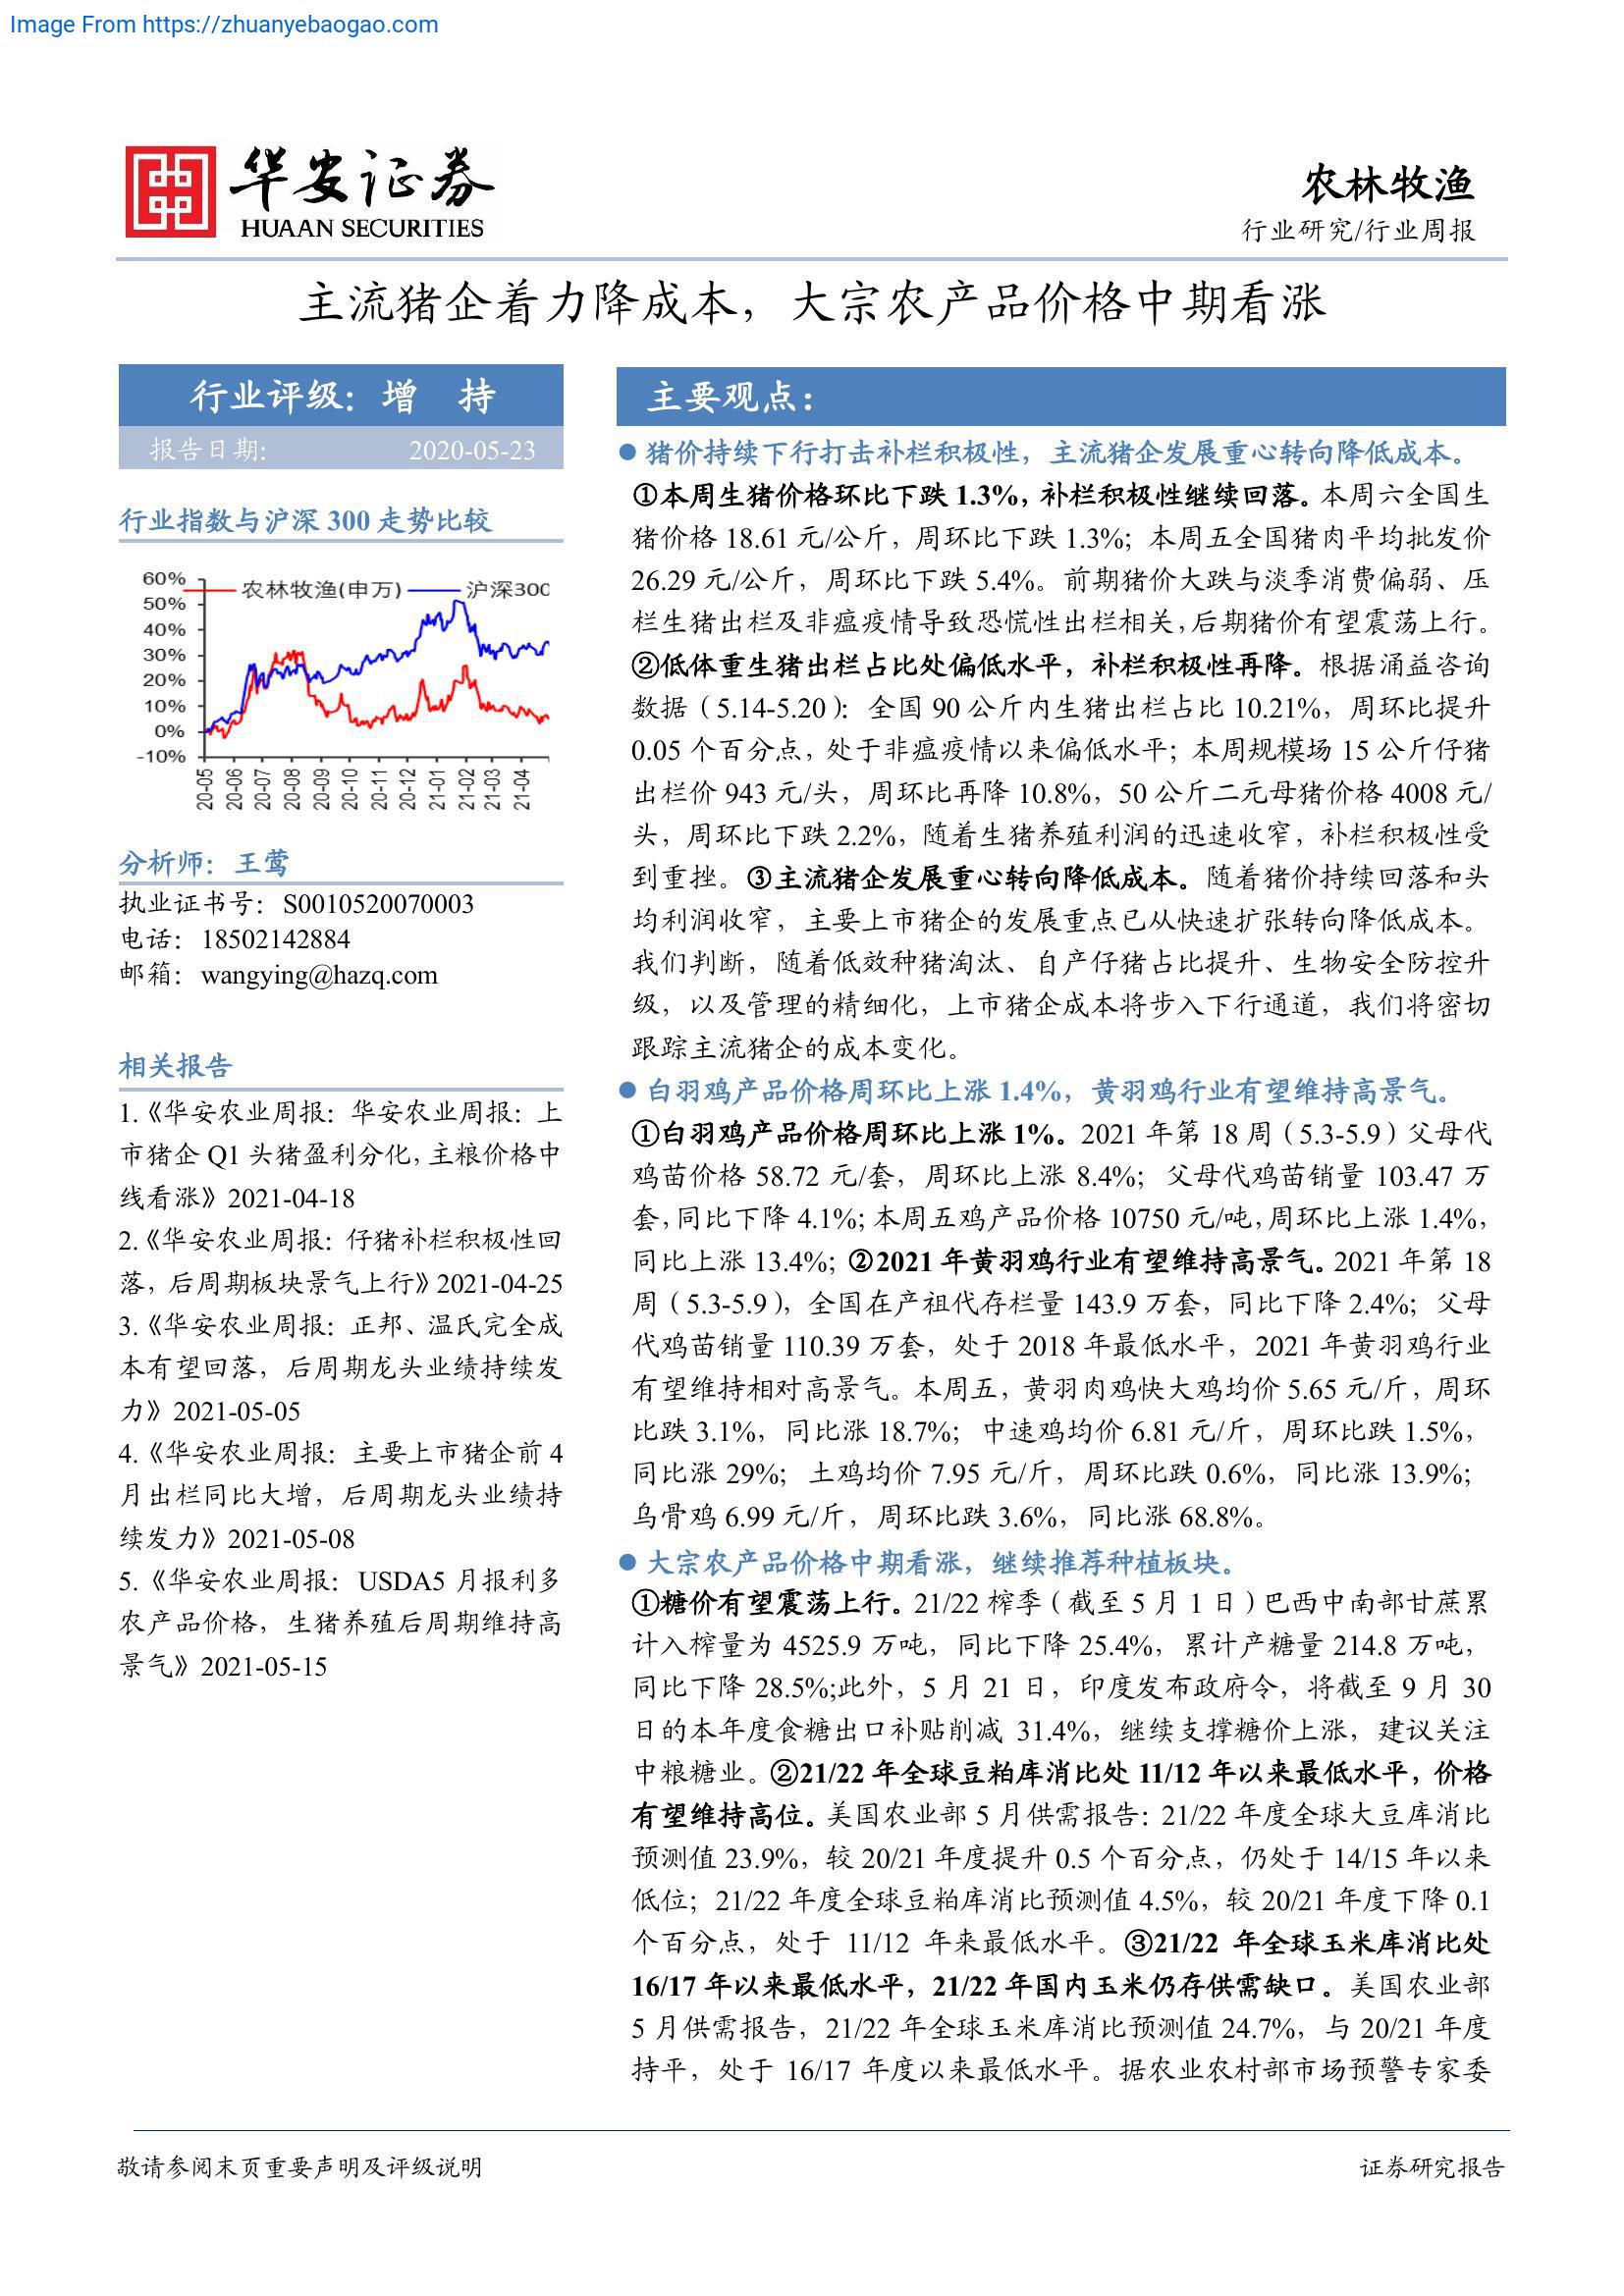 Image From https://zhuanyebaogao.com
华安证券
HUAAN SECURITIES
农林牧渔
行业研究/行业周报
主流猪企着力降成本，大宗农产品价格中期看涨
行业评级：增 持
报告日期： 2020-05-23
行业指数与沪深 300 走势比较
农林牧渔(申万)
沪深300
60%
50%
40%
30%
20%
10%
0%
-10%
20-05
20-06
20-07
20-08
20-09
20-10
20-11
20-12
21-01
21-02
21-03
21-04
分析师：王莺
执业证书号：S0010520070003
电话：18502142884
邮箱：wangying@hazq.com
相关报告
1.《华安农业周报：华安农业周报：上
市猪企 Q1 头猪盈利分化，主粮价格中
线看涨》2021-04-18
2.《华安农业周报：仔猪补栏积极性回
落，后周期板块景气上行》2021-04-25
3.《华安农业周报：正邦、温氏完全成
本有望回落，后周期龙头业绩持续发
力》2021-05-05
4.《华安农业周报：主要上市猪企前 4
月出栏同比大增，后周期龙头业绩持
续发力》2021-05-08
5.《华安农业周报：USDA5 月报利多
农产品价格，生猪养殖后周期维持高
景气》2021-05-15
主要观点：
● 猪价持续下行打击补栏积极性，主流猪企发展重心转向降低成本。
①本周生猪价格环比下跌 1.3%，补栏积极性继续回落。本周六全国生
猪价格 18.61 元/公斤，周环比下跌 1.3%；本周五全国猪肉平均批发价
26.29 元/公斤，周环比下跌 5.4%。前期猪价大跌与淡季消费偏弱、压
栏生猪出栏及非瘟疫情导致恐慌性出栏相关，后期猪价有望震荡上行。
②低体重生猪出栏占比处偏低水平，补栏积极性再降。根据涌益咨询
数据（5.14-5.20）：全国 90 公斤内生猪出栏占比 10.21%，周环比提升
0.05 个百分点，处于非瘟疫情以来偏低水平；本周规模场 15 公斤仔猪
出栏价 943 元/头，周环比再降 10.8%，50 公斤二元母猪价格 4008 元/
头，周环比下跌 2.2%，随着生猪养殖利润的迅速收窄，补栏积极性受
到重挫。③主流猪企发展重心转向降低成本。随着猪价持续回落和头
均利润收窄，主要上市猪企的发展重点已从快速扩张转向降低成本。
我们判断，随着低效种猪淘汰、自产仔猪占比提升、生物安全防控升
级，以及管理的精细化，上市猪企成本将步入下行通道，我们将密切
跟踪主流猪企的成本变化。
● 白羽鸡产品价格周环比上涨 1.4%，黄羽鸡行业有望维持高景气。
①白羽鸡产品价格周环比上涨 1%。2021 年第 18 周（5.3-5.9）父母代
鸡苗价格 58.72 元/套，周环比上涨 8.4%；父母代鸡苗销量 103.47 万
套，同比下降 4.1%；本周五鸡产品价格 10750 元/吨，周环比上涨 1.4%，
同比上涨 13.4%；②2021 年黄羽鸡行业有望维持高景气。2021 年第 18
周（5.3-5.9），全国在产祖代存栏量 143.9 万套，同比下降 2.4%；父母
代鸡苗销量 110.39 万套，处于 2018 年最低水平，2021 年黄羽鸡行业
有望维持相对高景气。本周五，黄羽肉鸡快大鸡均价 5.65 元/斤，周环
比跌 3.1%，同比涨 18.7%；中速鸡均价 6.81 元/斤，周环比跌 1.5%，
同比涨 29%；土鸡均价 7.95 元/斤，周环比跌 0.6%，同比涨 13.9%；
乌骨鸡 6.99 元/斤，周环比跌 3.6%，同比涨 68.8%。
● 大宗农产品价格中期看涨，继续推荐种植板块。
①糖价有望震荡上行。21/22 榨季（截至 5 月 1 日）巴西中南部甘蔗累
计入榨量为 4525.9 万吨，同比下降 25.4%，累计产糖量 214.8 万吨，
同比下降 28.5%;此外，5 月 21 日，印度发布政府令，将截至 9 月 30
日的本年度食糖出口补贴削减 31.4%，继续支撑糖价上涨，建议关注
中粮糖业。②21/22 年全球豆粕库消比处 11/12 年以来最低水平，价格
有望维持高位。美国农业部 5 月供需报告：21/22 年度全球大豆库消比
预测值 23.9%，较 20/21 年度提升 0.5 个百分点，仍处于 14/15 年以来
低位；21/22 年度全球豆粕库消比预测值 4.5%，较 20/21 年度下降 0.1
个百分点，处于 11/12 年来最低水平。③21/22 年全球玉米库消比处
16/17 年以来最低水平，21/22 年国内玉米仍存供需缺口。美国农业部
5 月供需报告，21/22 年全球玉米库消比预测值 24.7%，与 20/21 年度
持平，处于 16/17 年度以来最低水平。据农业农村部市场预警专家委
敬请参阅末页重要声明及评级说明
证券研究报告